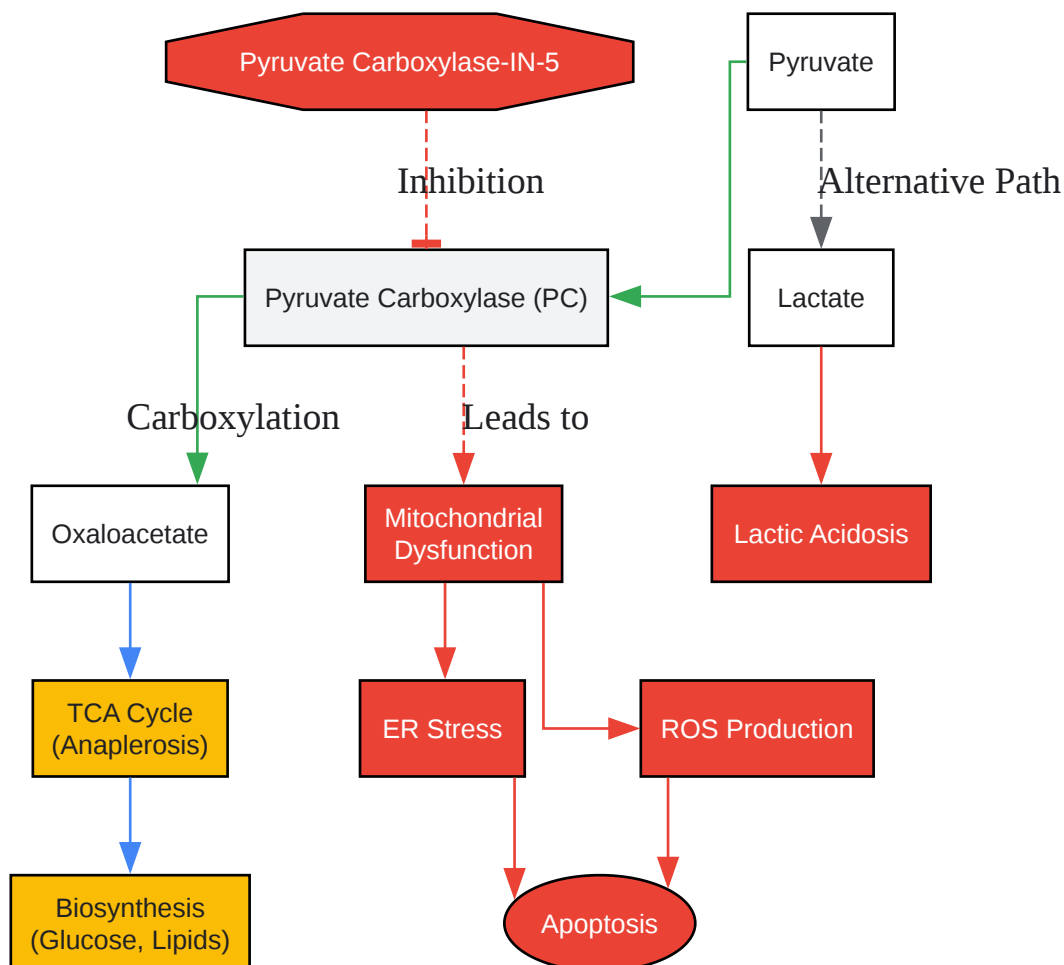 Pyruvate Carboxylase-IN-5
Pyruvate
Inhibition
Alternative Path
Pyruvate Carboxylase (PC)
Lactate
Carboxylation
Leads to
Oxaloacetate
Mitochondrial
Dysfunction
Lactic Acidosis
TCA Cycle
(Anaplerosis)
ER Stress
ROS Production
Biosynthesis
(Glucose, Lipids)
Apoptosis